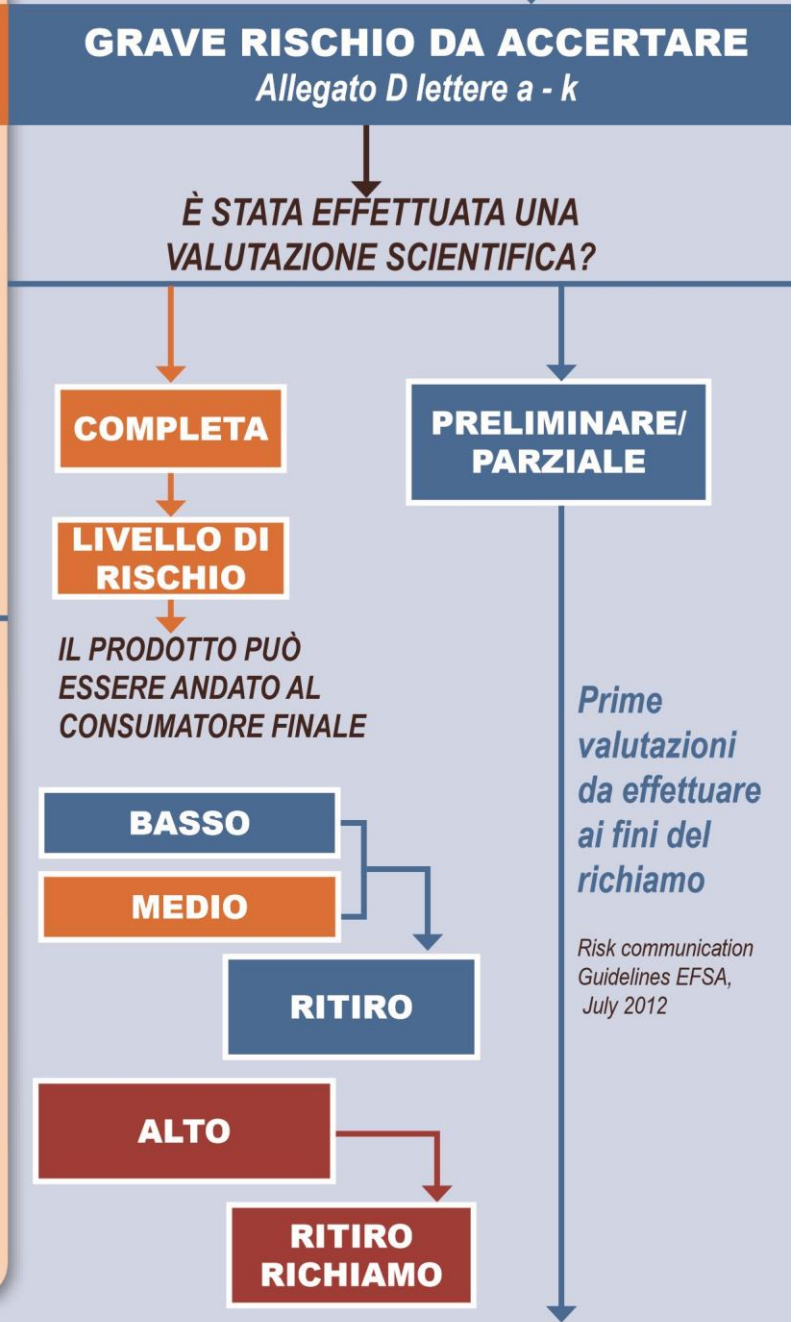 GRAVE RISCHIO DA ACCERTARE
Allegato D lettere a - k
È STATA EFFETTUATA UNA
VALUTAZIONE SCIENTIFICA?
COMPLETA
PRELIMINARE/
PARZIALE
LIVELLO DI
RISCHIO
IL PRODOTTO PUÒ
ESSERE ANDATO AL
CONSUMATORE FINALE
Prime
valutazioni
da effettuare
ai fini del
richiamo
Risk communication
Guidelines EFSA,
July 2012
BASSO
MEDIO
RITIRO
ALTO
RITIRO
RICHIAMO